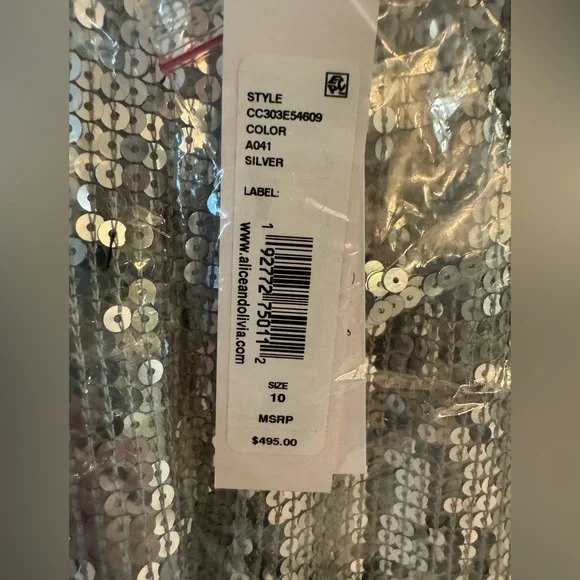 STYLE
CC303E54609
COLOR
A041
SILVER
LABEL:
1 92772 75011 2
www.aliceandolivia.com
SIZE
10
MSRP
$495.00